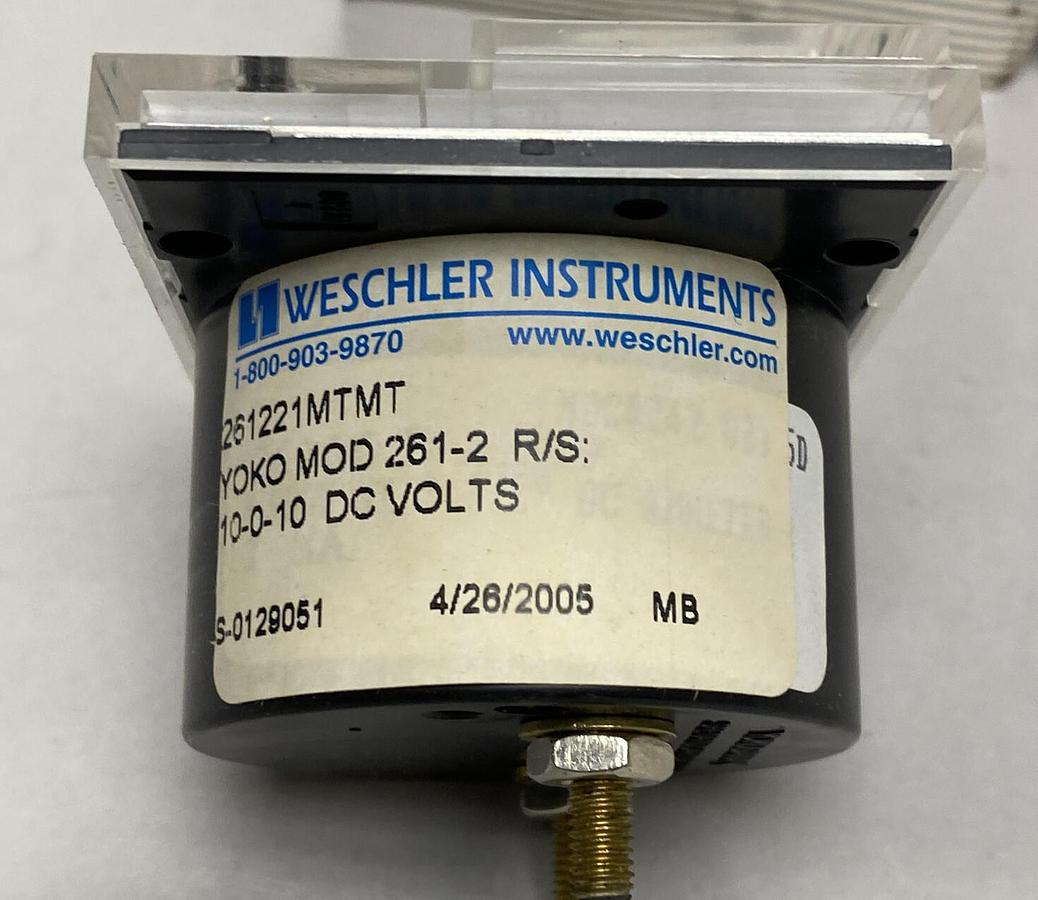 WESCHLER INSTRUMENTS
1-800-903-9870 www.weschler.com
261221MTMT
YOKO MOD 261-2 R/S:
10-0-10 DC VOLTS
S-0129051 4/26/2005 MB
5D